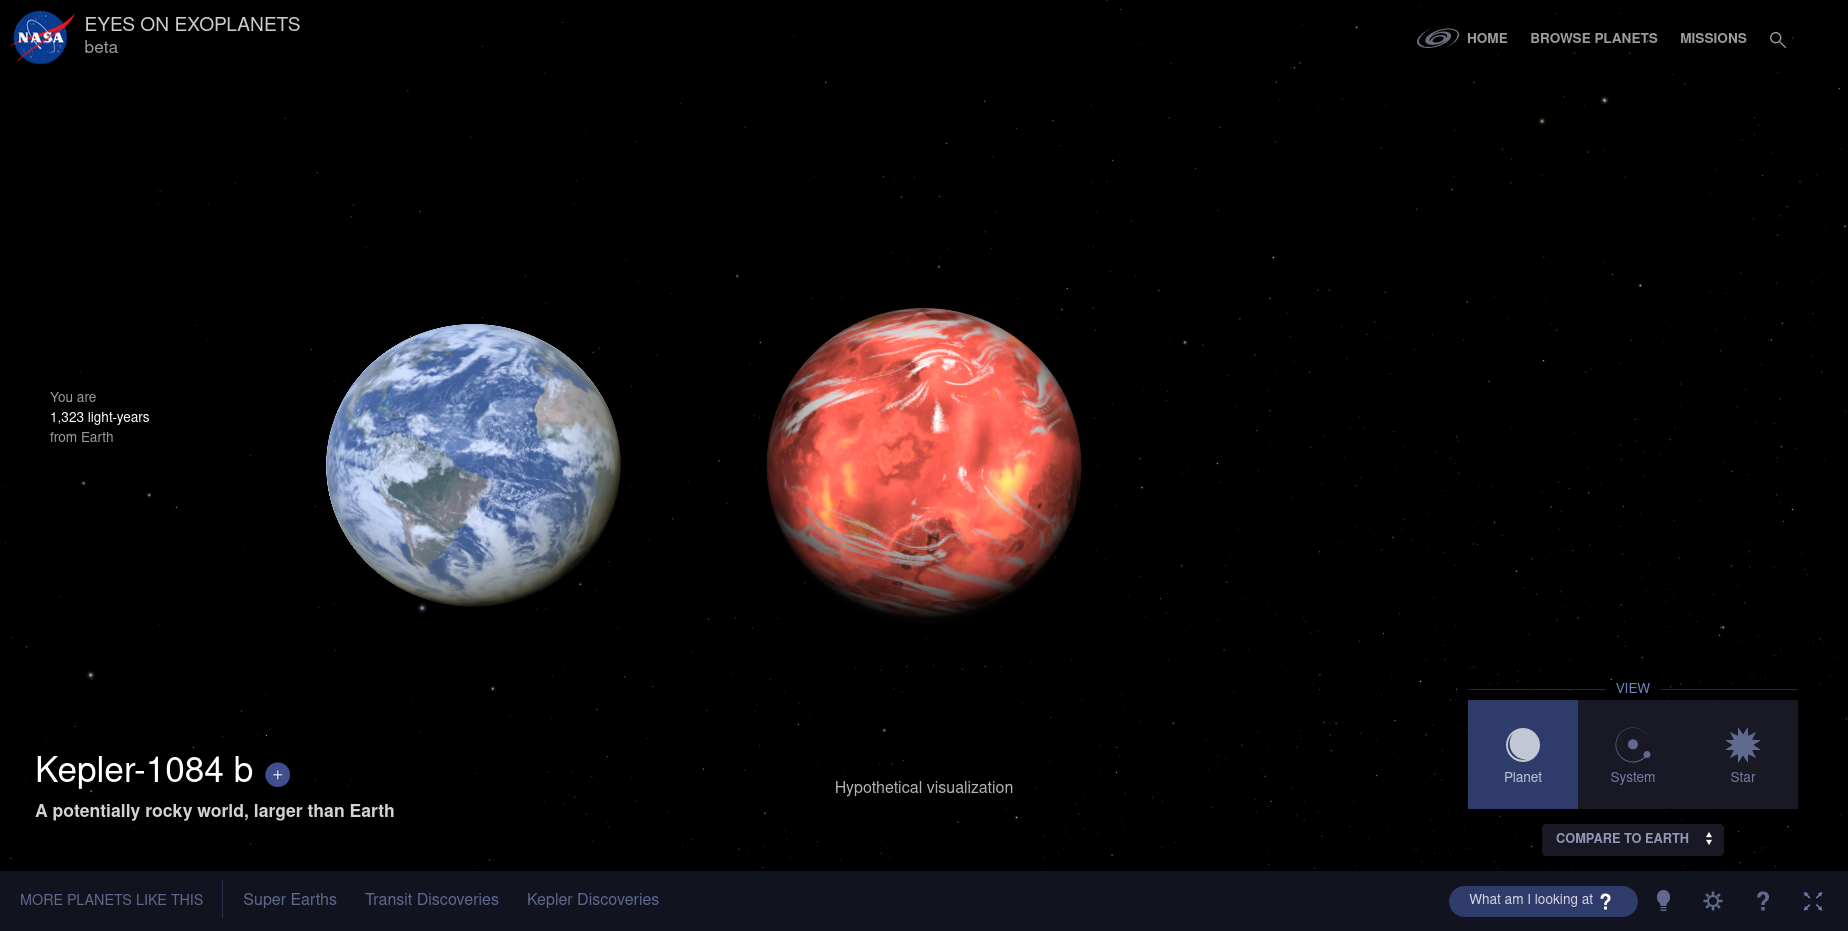 NASA
EYES ON EXOPLANETS
beta
HOME
BROWSE PLANETS
MISSIONS
You are
1,323 light-years
from Earth
VIEW
Planet
System
Star
Kepler-1084 b +
A potentially rocky world, larger than Earth
Hypothetical visualization
COMPARE TO EARTH
MORE PLANETS LIKE THIS
Super Earths
Transit Discoveries
Kepler Discoveries
What am I looking at ?
?